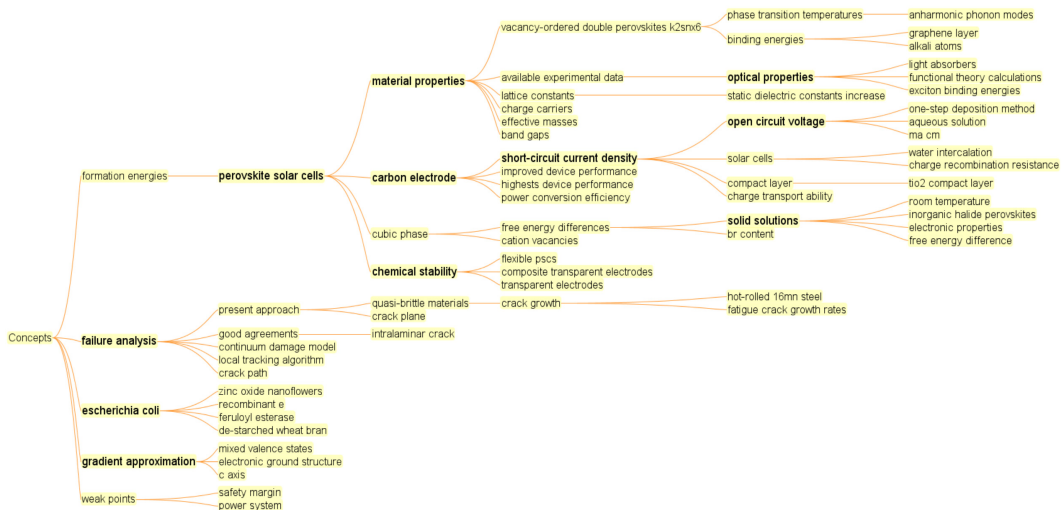 Concepts
formation energies
perovskite solar cells
material properties
vacancy-ordered double perovskites k2snx6
phase transition temperatures
anharmonic phonon modes
binding energies
graphene layer
alkali atoms
available experimental data
optical properties
light absorbers
functional theory calculations
exciton binding energies
lattice constants
static dielectric constants increase
charge carriers
effective masses
band gaps
carbon electrode
short-circuit current density
open circuit voltage
one-step deposition method
aqueous solution
ma cm
solar cells
water intercalation
charge recombination resistance
compact layer
tio2 compact layer
charge transport ability
improved device performance
highests device performance
power conversion efficiency
cubic phase
free energy differences
solid solutions
room temperature
inorganic halide perovskites
electronic properties
free energy difference
br content
cation vacancies
chemical stability
flexible pscs
composite transparent electrodes
transparent electrodes
failure analysis
present approach
quasi-brittle materials
crack growth
hot-rolled 16mn steel
fatigue crack growth rates
crack plane
good agreements
intralaminar crack
continuum damage model
local tracking algorithm
crack path
escherichia coli
zinc oxide nanoflowers
recombinant e
feruloyl esterase
de-starched wheat bran
gradient approximation
mixed valence states
electronic ground structure
c axis
weak points
safety margin
power system